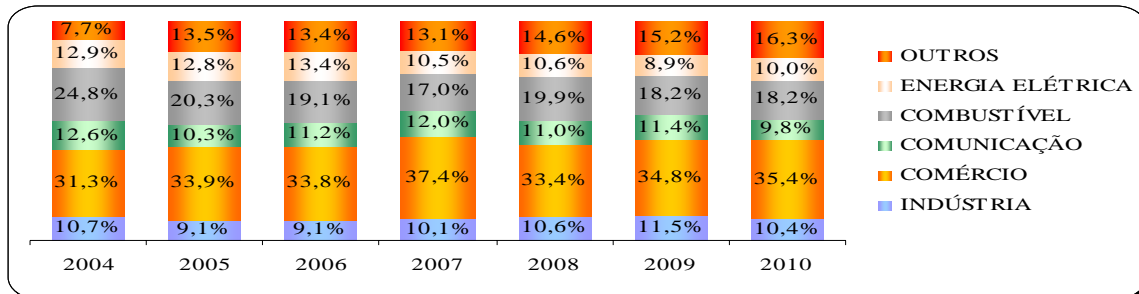 7,7% 13,5% 13,4% 13,1% 14,6% 15,2% 16,3%
12,9% 12,8% 13,4% 10,5% 10,6% 8,9% 10,0%
24,8% 20,3% 19,1% 17,0% 19,9% 18,2% 18,2%
12,6% 10,3% 11,2% 12,0% 11,0% 11,4% 9,8%
31,3% 33,9% 33,8% 37,4% 33,4% 34,8% 35,4%
10,7% 9,1% 9,1% 10,1% 10,6% 11,5% 10,4%
2004 2005 2006 2007 2008 2009 2010
OUTROS
ENERGIA ELÉTRICA
COMBUSTÍVEL
COMUNICAÇÃO
COMÉRCIO
INDÚSTRIA